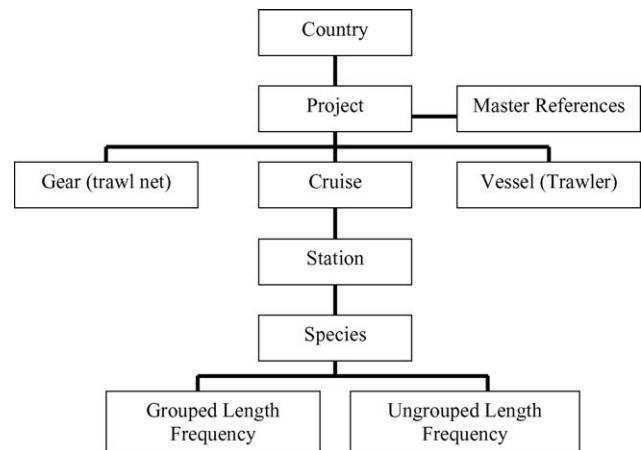 Country
Project
Master References
Gear (trawl net)
Cruise
Vessel (Trawler)
Station
Species
Grouped Length
Frequency
Ungrouped Length
Frequency